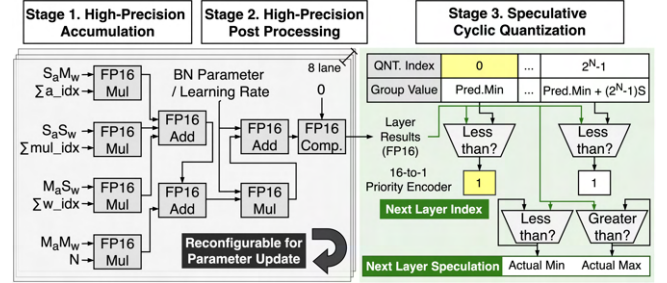 Stage 1. High-Precision
Accumulation
Stage 2. High-Precision
Post Processing
Stage 3. Speculative
Cyclic Quantization
8 lane
SaMw
∑a_idx
FP16
Mul
SaSw
∑mul_idx
FP16
Mul
MaSw
∑w_idx
FP16
Mul
MaMw
N
FP16
Mul
FP16
Add
FP16
Add
BN Parameter
/ Learning Rate
FP16
Add
FP16
Mul
0
FP16
Comp.
Reconfigurable for
Parameter Update
QNT. Index 0 ... 2^N-1
Group Value Pred.Min ... Pred.Min + (2^N-1)S
Layer
Results
(FP16)
Less
than?
Less
than?
16-to-1
Priority Encoder
1
1
Next Layer Index
Less
than?
Greater
than?
Next Layer Speculation Actual Min Actual Max